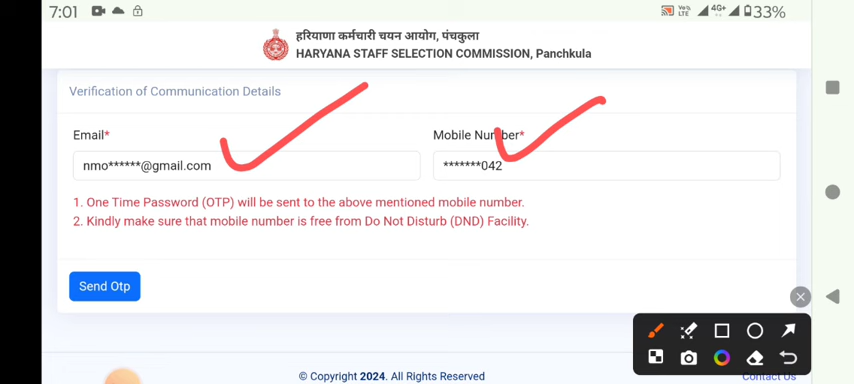 7:01
Vo))
LTE
4G+
33%
हरियाणा कर्मचारी चयन आयोग, पंचकुला
HARYANA STAFF SELECTION COMMISSION, Panchkula
Verification of Communication Details
Email*
Mobile Number*
nmo******@gmail.com
*******042
1. One Time Password (OTP) will be sent to the above mentioned mobile number.
2. Kindly make sure that mobile number is free from Do Not Disturb (DND) Facility.
Send Otp
© Copyright 2024. All Rights Reserved
Contact Us